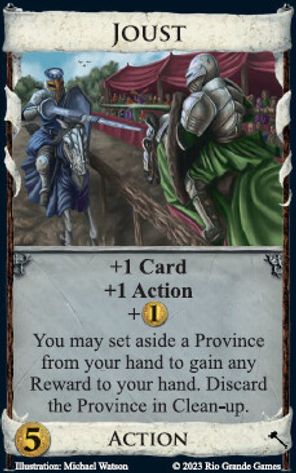 JOUST
+1 Card
+1 Action
+1
You may set aside a Province
from your hand to gain any
Reward to your hand. Discard
the Province in Clean-up.
5 ACTION
Illustration: Michael Watson © 2023 Rio Grande Games